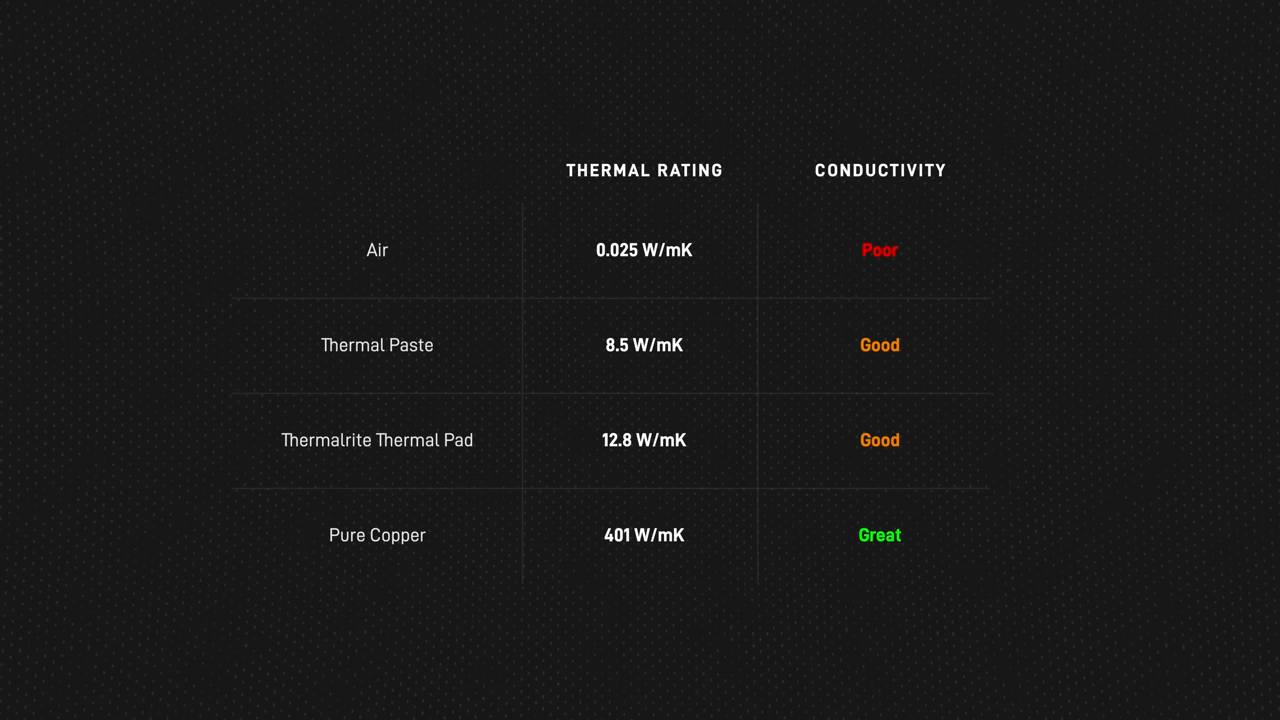 THERMAL RATING CONDUCTIVITY
Air 0.025 W/mK Poor
Thermal Paste 8.5 W/mK Good
Thermalrite Thermal Pad 12.8 W/mK Good
Pure Copper 401 W/mK Great